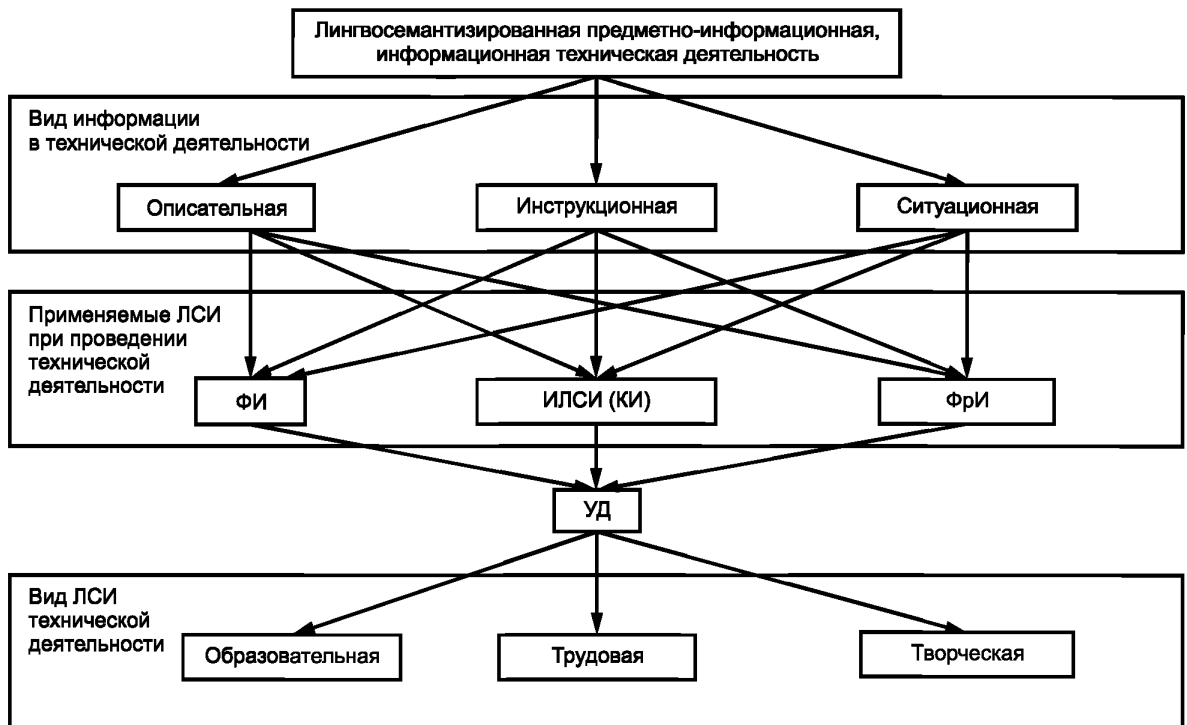 Лингвосемантизированная предметно-информационная,
информационная техническая деятельность
Вид информации
в технической деятельности
Описательная
Инструкционная
Ситуационная
Применяемые ЛСИ
при проведении
технической
деятельности
ФИ
ИЛСИ (КИ)
ФрИ
УД
Вид ЛСИ
технической
деятельности
Образовательная
Трудовая
Творческая